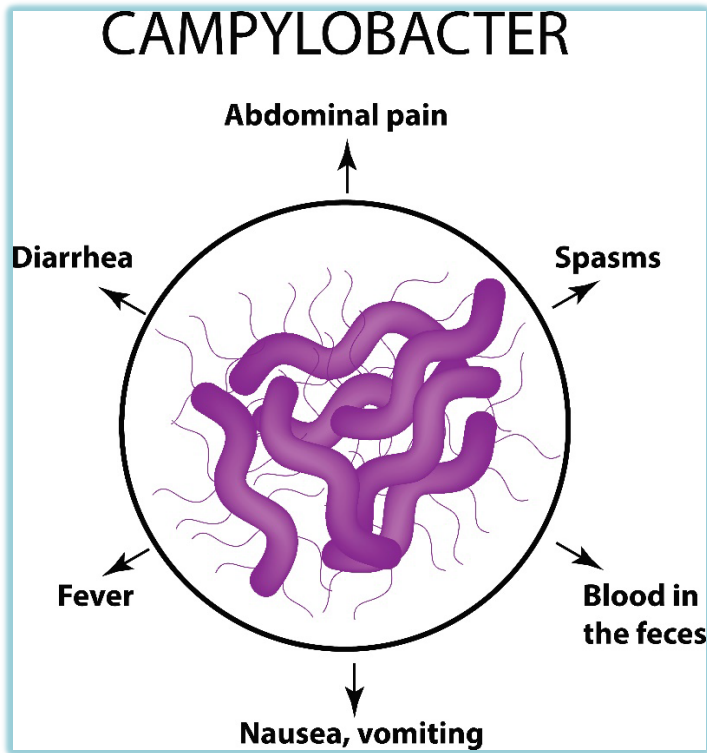 CAMPYLOBACTER
Abdominal pain
Diarrhea
Spasms
Fever
Blood in
the feces
Nausea, vomiting